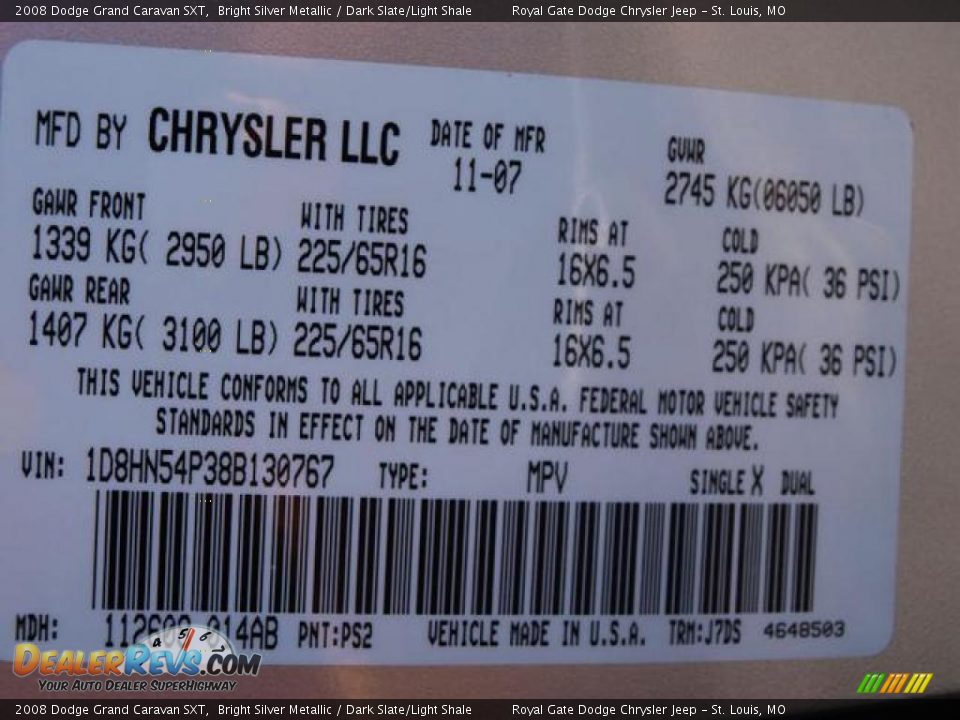 2008 Dodge Grand Caravan SXT, Bright Silver Metallic / Dark Slate/Light Shale Royal Gate Dodge Chrysler Jeep - St. Louis, MO
MFD BY CHRYSLER LLC DATE OF MFR GVWR
11-07 2745 KG(06050 LB)
GAWR FRONT WITH TIRES RIMS AT COLD
1339 KG( 2950 LB) 225/65R16 16X6.5 250 KPA( 36 PSI)
GAWR REAR WITH TIRES RIMS AT COLD
1407 KG( 3100 LB) 225/65R16 16X6.5 250 KPA( 36 PSI)
THIS VEHICLE CONFORMS TO ALL APPLICABLE U.S.A. FEDERAL MOTOR VEHICLE SAFETY
STANDARDS IN EFFECT ON THE DATE OF MANUFACTURE SHOWN ABOVE.
VIN: 1D8HN54P38B130767 TYPE: MPV SINGLE X DUAL
MDH: PNT:PS2 VEHICLE MADE IN U.S.A. TRM:J7DS 4648503
4 5 6
DEALERREVS.COM
YOUR AUTO DEALER SUPERHIGHWAY
2008 Dodge Grand Caravan SXT, Bright Silver Metallic / Dark Slate/Light Shale Royal Gate Dodge Chrysler Jeep - St. Louis, MO